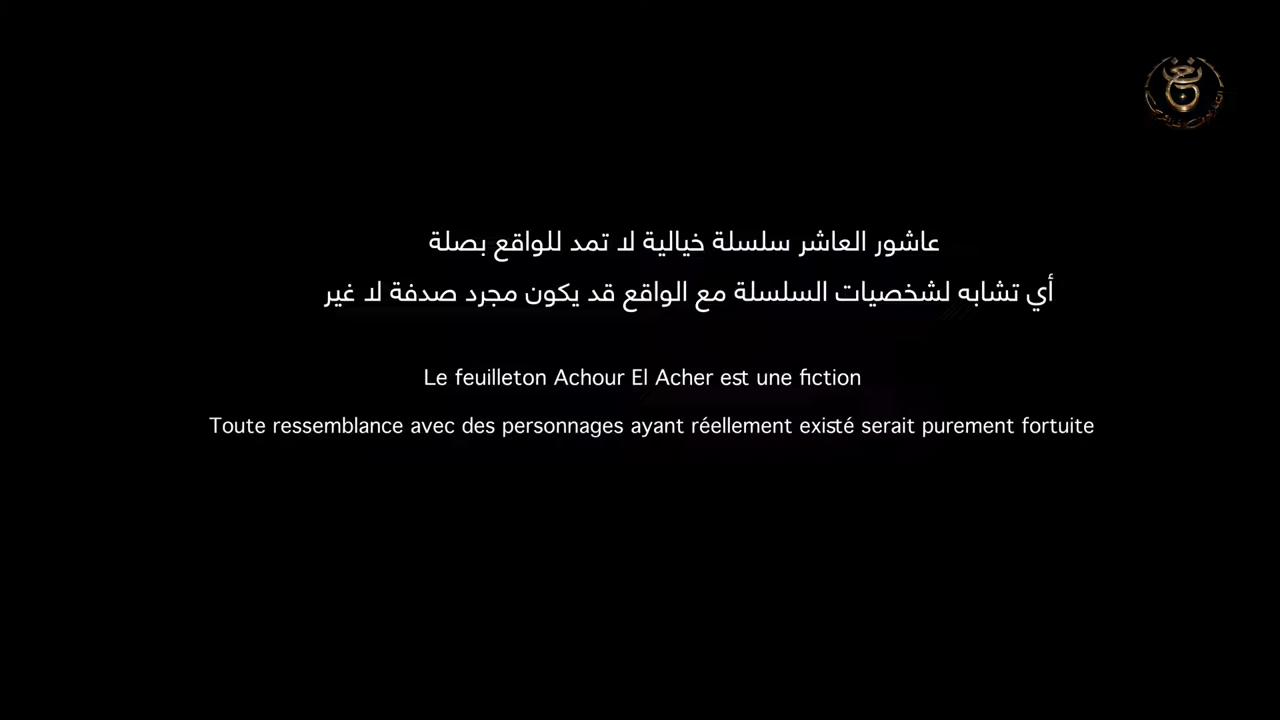 عاشور العاشر سلسلة خيالية لا تمد للواقع بصلة
أي تشابه لشخصيات السلسلة مع الواقع قد يكون مجرد صدفة لا غير
Le feuilleton Achour El Acher est une fiction
Toute ressemblance avec des personnages ayant réellement existé serait purement fortuite